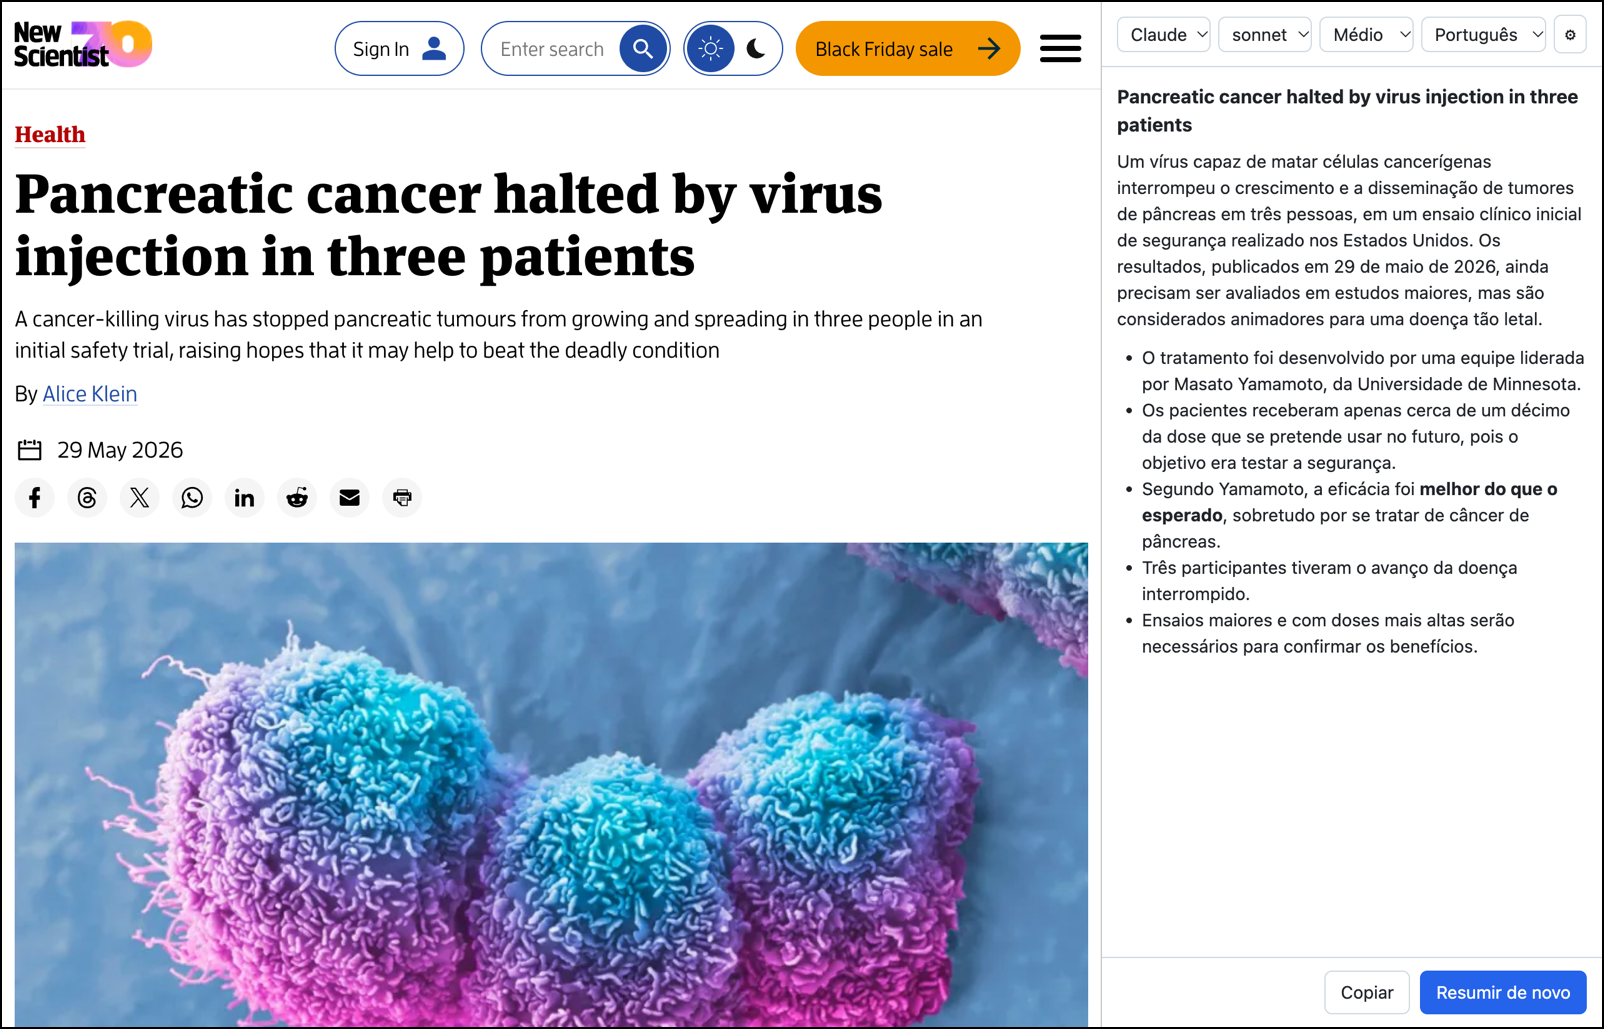 New
Scientist
70
Sign In
Enter search
Black Friday sale
Health
Pancreatic cancer halted by virus
injection in three patients
A cancer-killing virus has stopped pancreatic tumours from growing and spreading in three people in an
initial safety trial, raising hopes that it may help to beat the deadly condition
By Alice Klein
29 May 2026
Claude
sonnet
Médio
Português
Pancreatic cancer halted by virus injection in three
patients
Um vírus capaz de matar células cancerígenas
interrompeu o crescimento e a disseminação de tumores
de pâncreas em três pessoas, em um ensaio clínico inicial
de segurança realizado nos Estados Unidos. Os
resultados, publicados em 29 de maio de 2026, ainda
precisam ser avaliados em estudos maiores, mas são
considerados animadores para uma doença tão letal.
• O tratamento foi desenvolvido por uma equipe liderada
por Masato Yamamoto, da Universidade de Minnesota.
• Os pacientes receberam apenas cerca de um décimo
da dose que se pretende usar no futuro, pois o
objetivo era testar a segurança.
• Segundo Yamamoto, a eficácia foi melhor do que o
esperado, sobretudo por se tratar de câncer de
pâncreas.
• Três participantes tiveram o avanço da doença
interrompido.
• Ensaios maiores e com doses mais altas serão
necessários para confirmar os benefícios.
Copiar
Resumir de novo